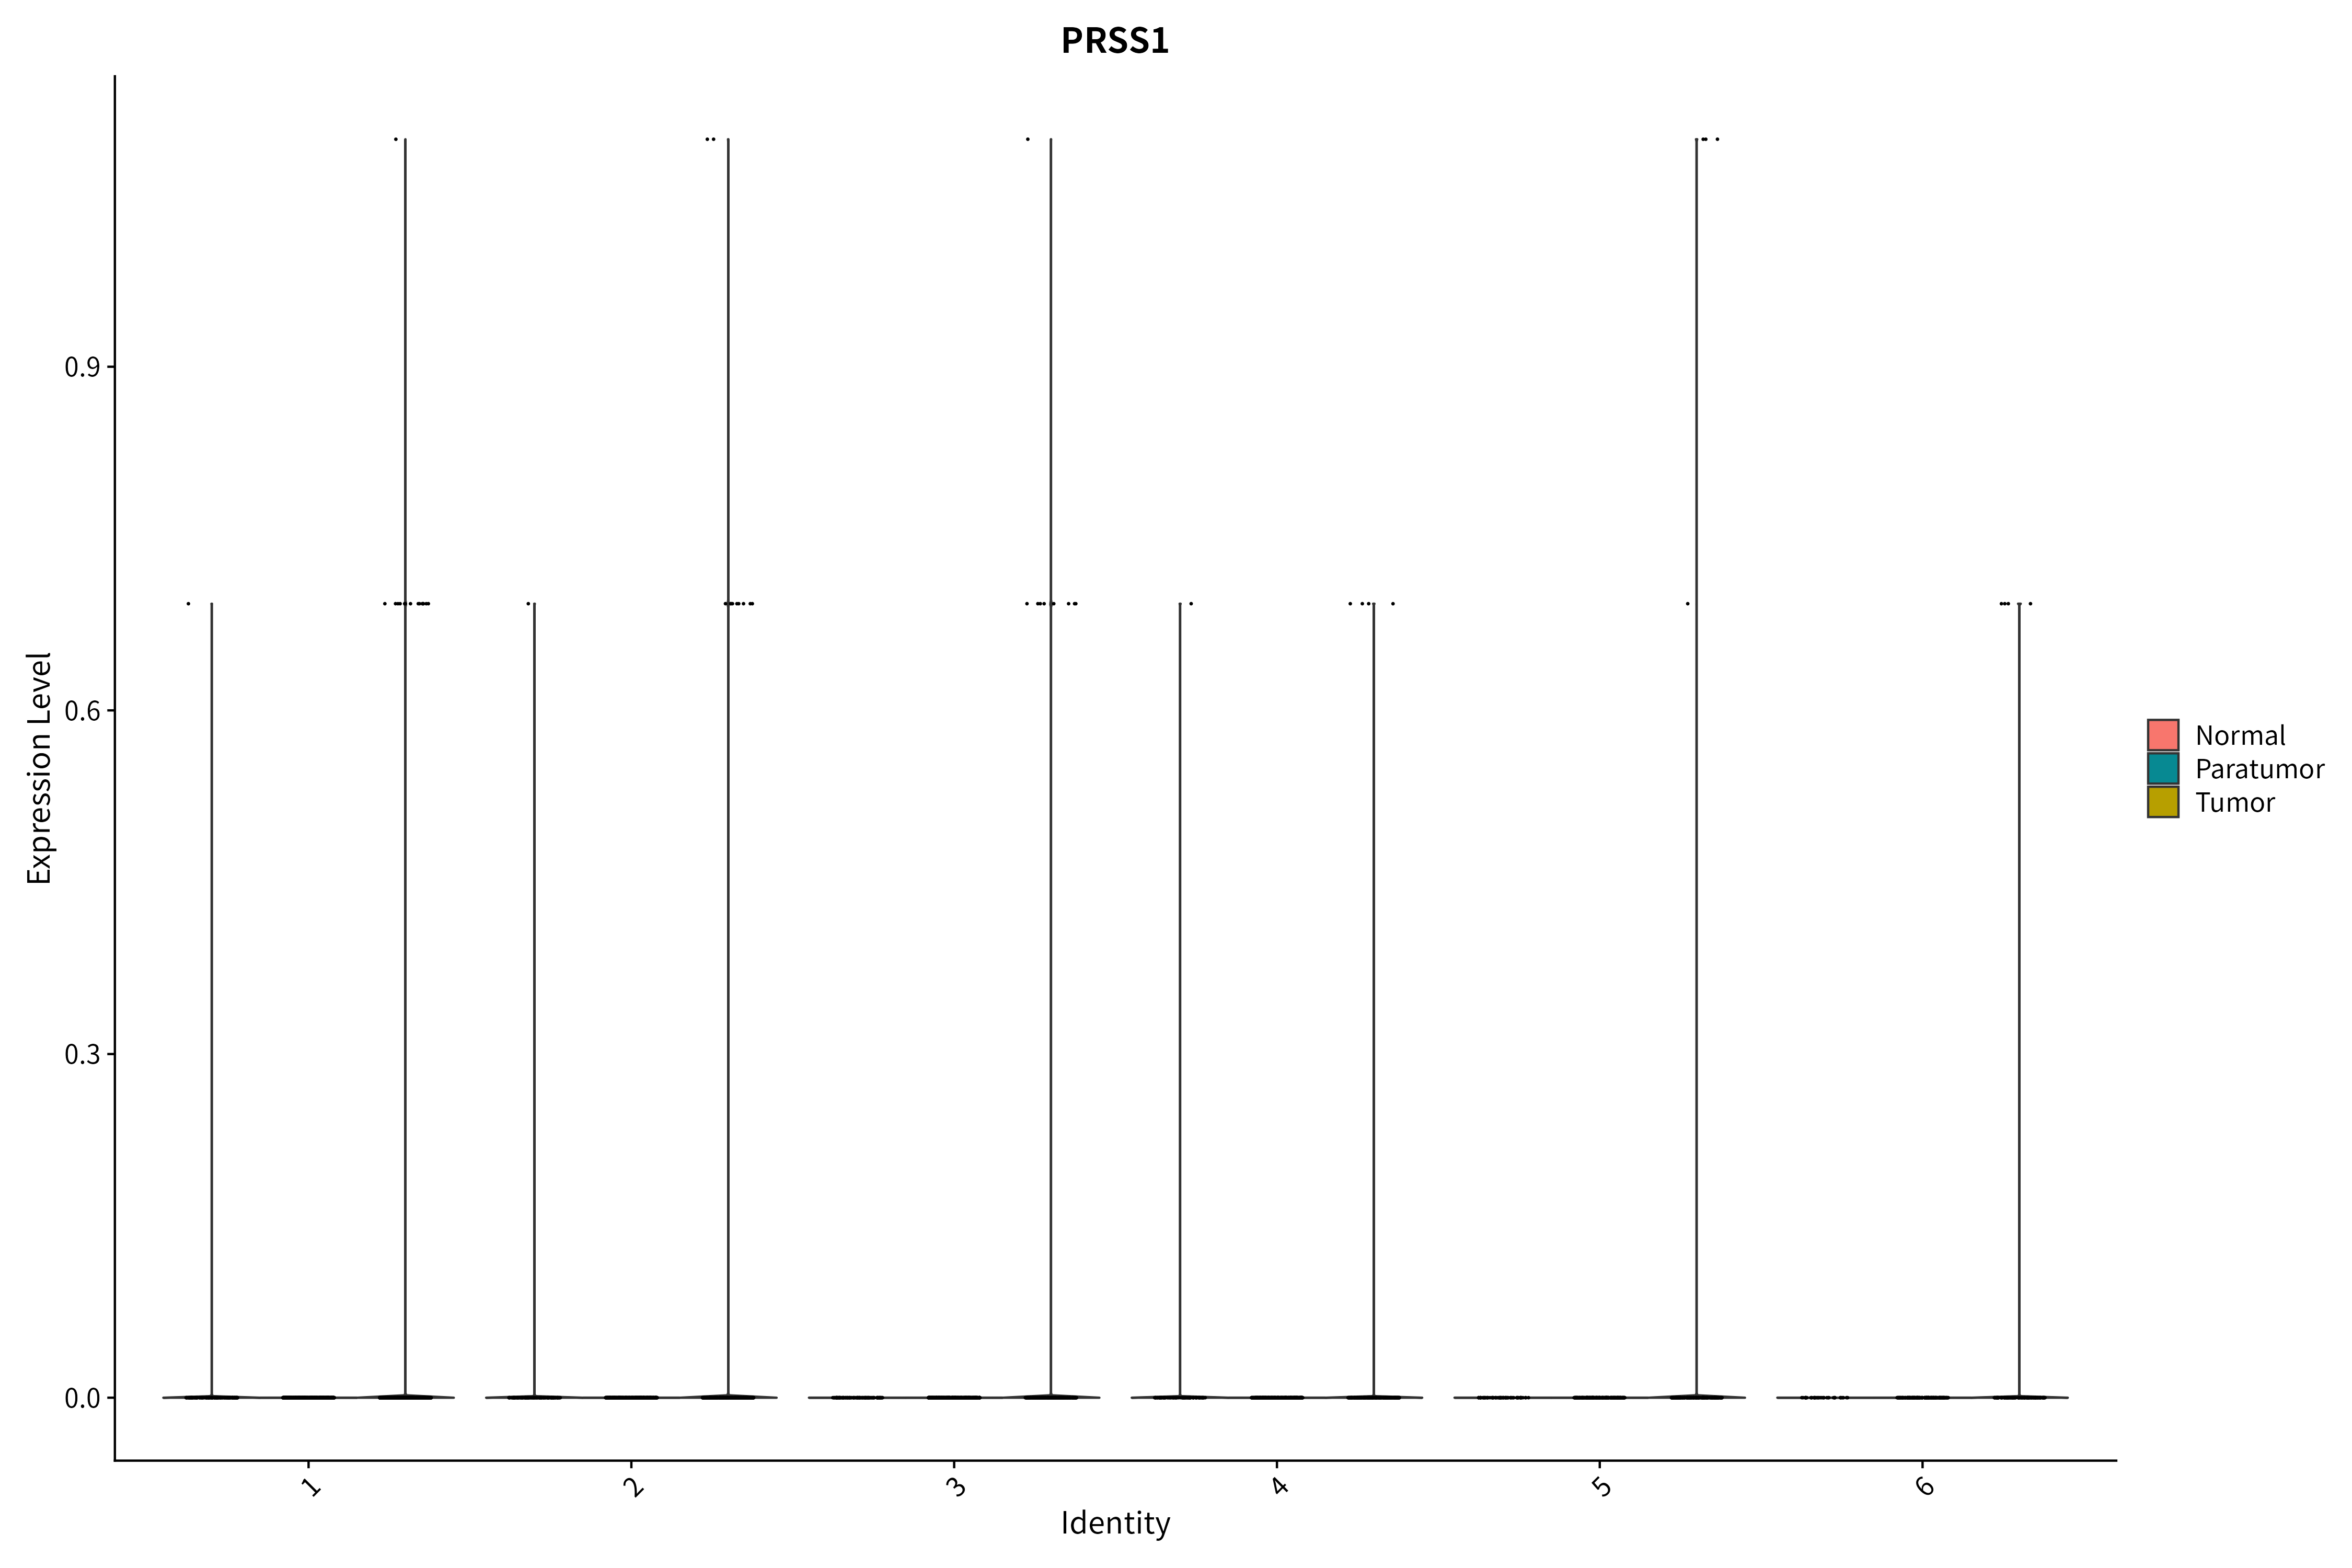 PRSS1
Expression Level
0.9
0.6
0.3
0.0
1
2
3
4
5
6
Identity
Normal
Paratumor
Tumor